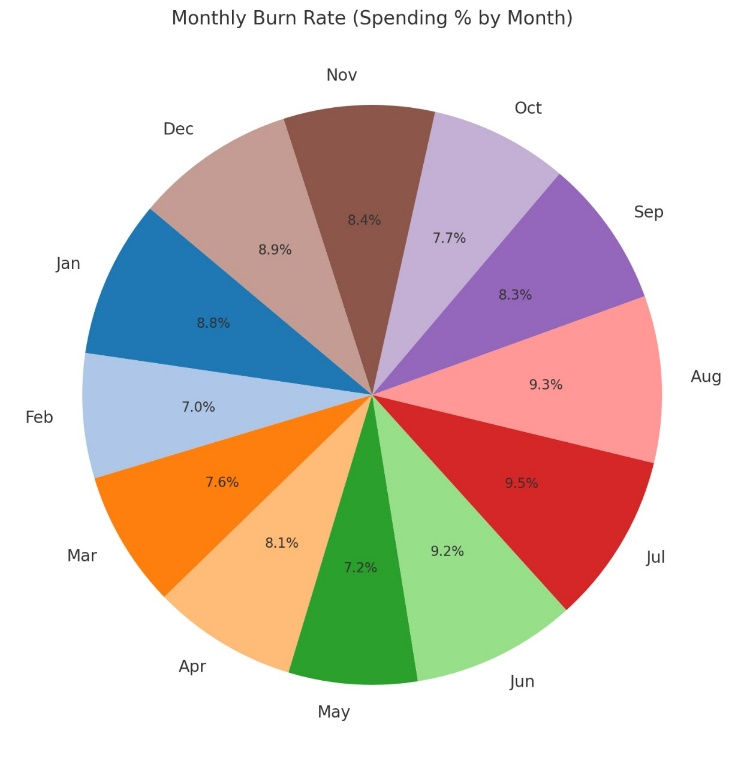 Monthly Burn Rate (Spending % by Month)
Jan
8.8%
Feb
7.0%
Mar
7.6%
Apr
8.1%
May
7.2%
Jun
9.2%
Jul
9.5%
Aug
9.3%
Sep
8.3%
Oct
7.7%
Nov
8.4%
Dec
8.9%